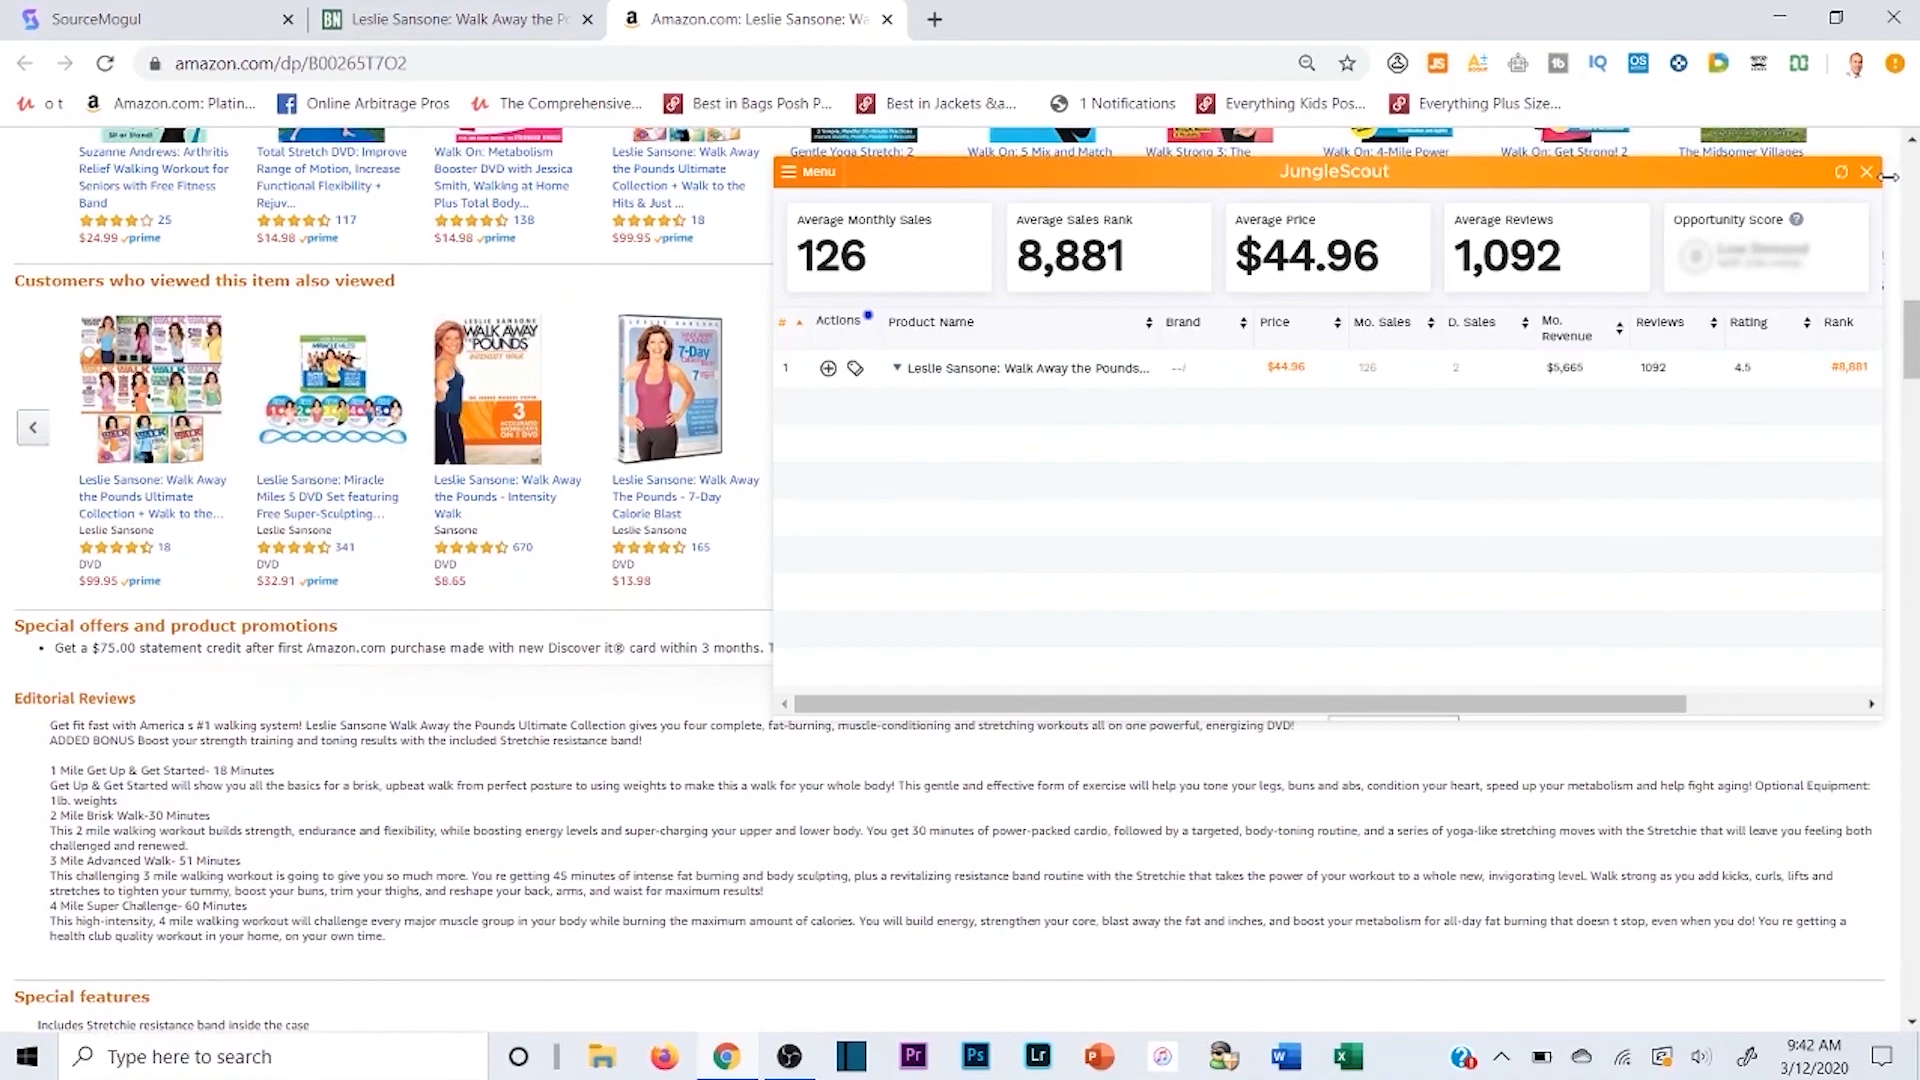 SourceMogul
BN Leslie Sansone: Walk Away the Po
Amazon.com: Leslie Sansone: Wa
amazon.com/dp/B00265T7O2
o t
Amazon.com: Platin...
Online Arbitrage Pros
The Comprehensive...
Best in Bags Posh P...
Best in Jackets &a...
1 Notifications
Everything Kids Pos...
Everything Plus Size...
Suzanne Andrews: Arthritis
Relief Walking Workout for
Seniors with Free Fitness
Band
25
$24.99 prime
Total Stretch DVD: Improve
Range of Motion, Increase
Functional Flexibility +
Rejuv...
117
$14.98 prime
Walk On: Metabolism
Booster DVD with Jessica
Smith, Walking at Home
Plus Total Body...
138
$14.98 prime
Leslie Sansone: Walk Away
the Pounds Ultimate
Collection + Walk to the
Hits & Just ...
18
$99.95 prime
Gentle Yoga Stretch: 2
Walk On: 5 Mix and Match
Walk Strong 3: The
Walk On: 4-Mile Power
Walk On: Get Strong! 2
The Midsomer Villages
Menu
JungleScout
Average Monthly Sales
126
Average Sales Rank
8,881
Average Price
$44.96
Average Reviews
1,092
Opportunity Score ?
# Actions Product Name Brand Price Mo. Sales D. Sales Mo. Revenue Reviews Rating Rank
1 Leslie Sansone: Walk Away the Pounds... --/ $44.96 126 2 $5,665 1092 4.5 #8,881
Customers who viewed this item also viewed
Leslie Sansone: Walk Away
the Pounds Ultimate
Collection + Walk to the...
Leslie Sansone
18
DVD
$99.95 prime
Leslie Sansone: Miracle
Miles 5 DVD Set featuring
Free Super-Sculpting...
Leslie Sansone
341
DVD
$32.91 prime
WALK AWAY
THE POUNDS
INTENSITY WALK
3
Leslie Sansone: Walk Away
the Pounds - Intensity
Walk
Sansone
670
DVD
$8.65
LESLIE SANSONE
7-Day
Leslie Sansone: Walk Away
The Pounds - 7-Day
Calorie Blast
Leslie Sansone
165
DVD
$13.98
Special offers and product promotions
• Get a $75.00 statement credit after first Amazon.com purchase made with new Discover it® card within 3 months. T
Editorial Reviews
Get fit fast with America s #1 walking system! Leslie Sansone Walk Away the Pounds Ultimate Collection gives you four complete, fat-burning, muscle-conditioning and stretching workouts all on one powerful, energizing DVD!
ADDED BONUS Boost your strength training and toning results with the included Stretchie resistance band!
1 Mile Get Up & Get Started- 18 Minutes
Get Up & Get Started will show you all the basics for a brisk, upbeat walk from perfect posture to using weights to make this a walk for your whole body! This gentle and effective form of exercise will help you tone your legs, buns and abs, condition your heart, speed up your metabolism and help fight aging! Optional Equipment:
1lb. weights
2 Mile Brisk Walk-30 Minutes
This 2 mile walking workout builds strength, endurance and flexibility, while boosting energy levels and super-charging your upper and lower body. You get 30 minutes of power-packed cardio, followed by a targeted, body-toning routine, and a series of yoga-like stretching moves with the Stretchie that will leave you feeling both
challenged and renewed.
3 Mile Advanced Walk- 51 Minutes
This challenging 3 mile walking workout is going to give you so much more. You re getting 45 minutes of intense fat burning and body sculpting, plus a revitalizing resistance band routine with the Stretchie that takes the power of your workout to a whole new, invigorating level. Walk strong as you add kicks, curls, lifts and
stretches to tighten your tummy, boost your buns, trim your thighs, and reshape your back, arms, and waist for maximum results!
4 Mile Super Challenge- 60 Minutes
This high-intensity, 4 mile walking workout will challenge every major muscle group in your body while burning the maximum amount of calories. You will build energy, strengthen your core, blast away the fat and inches, and boost your metabolism for all-day fat burning that doesn t stop, even when you do! You re getting a
health club quality workout in your home, on your own time.
Special features
Includes Stretchie resistance band inside the case
Type here to search
Pr
Ps
Lr
9:42 AM
3/12/2020